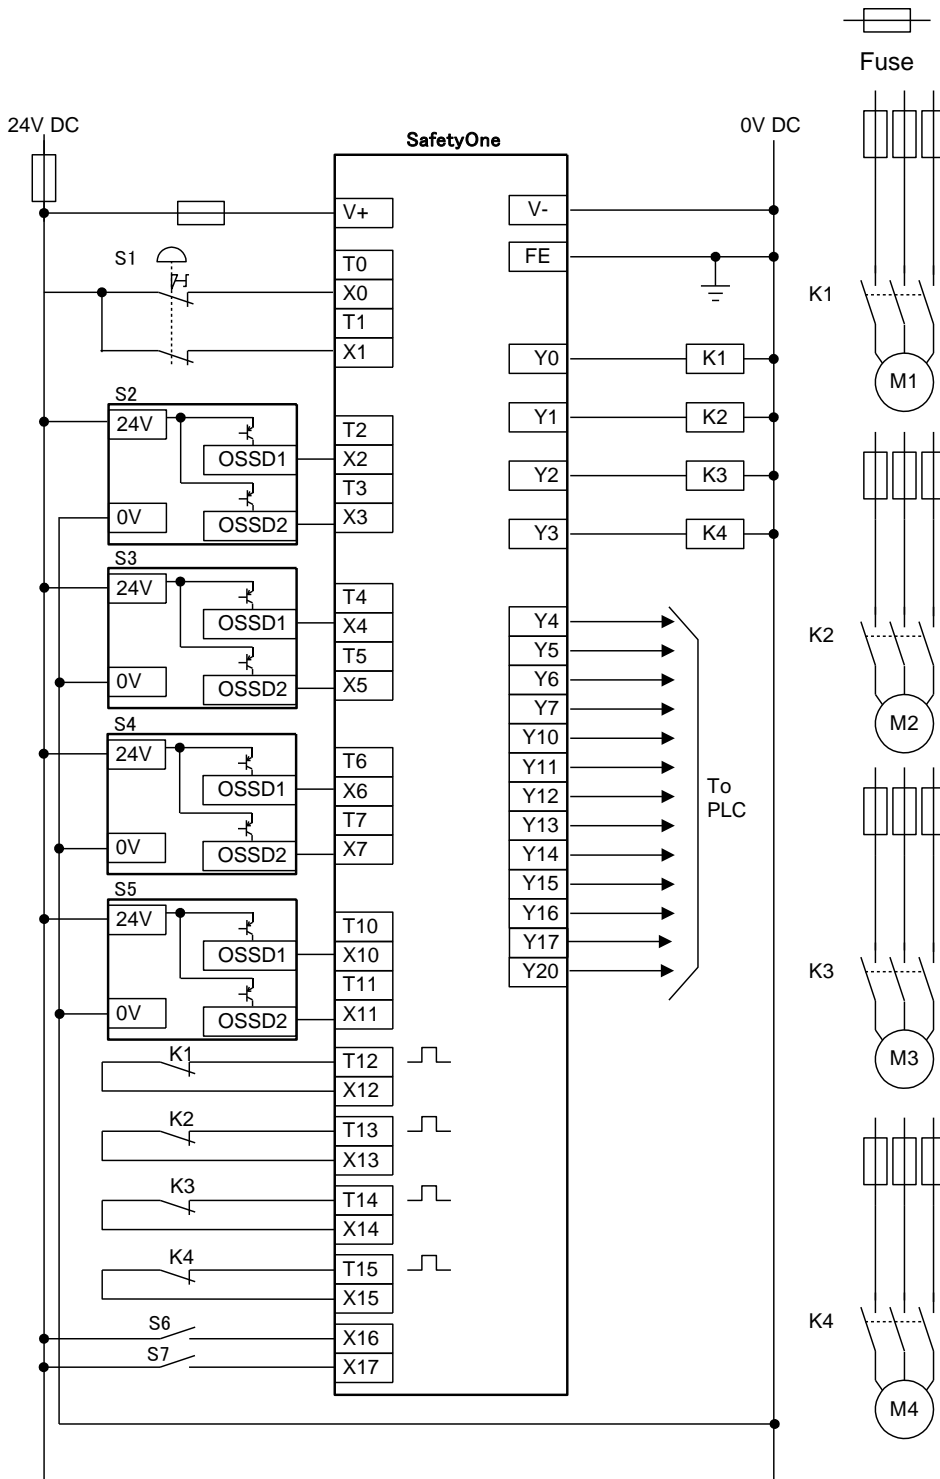 Fuse
24V DC
0V DC
SafetyOne
V+
V-
S1
T0
FE
X0
K1
T1
X1
Y0
K1
M1
S2
24V
T2
Y1
K2
OSSD1
X2
T3
Y2
K3
0V
OSSD2
X3
Y3
K4
S3
24V
T4
OSSD1
X4
Y4
K2
T5
Y5
0V
OSSD2
X5
Y6
Y7
M2
S4
24V
T6
Y10
OSSD1
X6
Y11
To
PLC
T7
Y12
0V
OSSD2
X7
Y13
Y14
S5
Y15
24V
T10
Y16
OSSD1
X10
Y17
T11
Y20
K3
0V
OSSD2
X11
K1
T12
M3
X12
K2
T13
X13
K3
T14
X14
K4
T15
X15
S6
X16
K4
S7
X17
M4